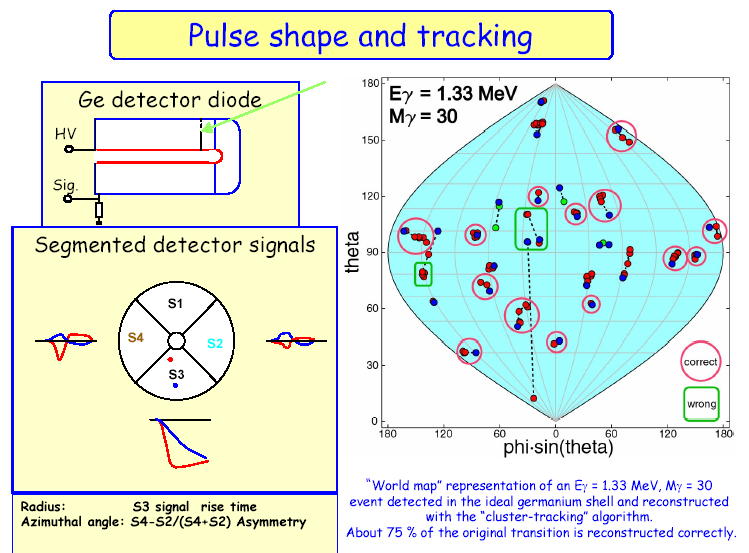 Pulse shape and tracking
Ge detector diode
HV
Sig.
Segmented detector signals
S1
S4
S2
S3
Radius: S3 signal rise time
Azimuthal angle: S4-S2/(S4+S2) Asymmetry
Eγ = 1.33 MeV
Mγ = 30
theta
180
150
120
90
60
30
0
180 120 60 0 60 120 180
phi·sin(theta)
correct
wrong
“World map” representation of an Eγ = 1.33 MeV, Mγ = 30
event detected in the ideal germanium shell and reconstructed
with the “cluster-tracking” algorithm.
About 75 % of the original transition is reconstructed correctly.